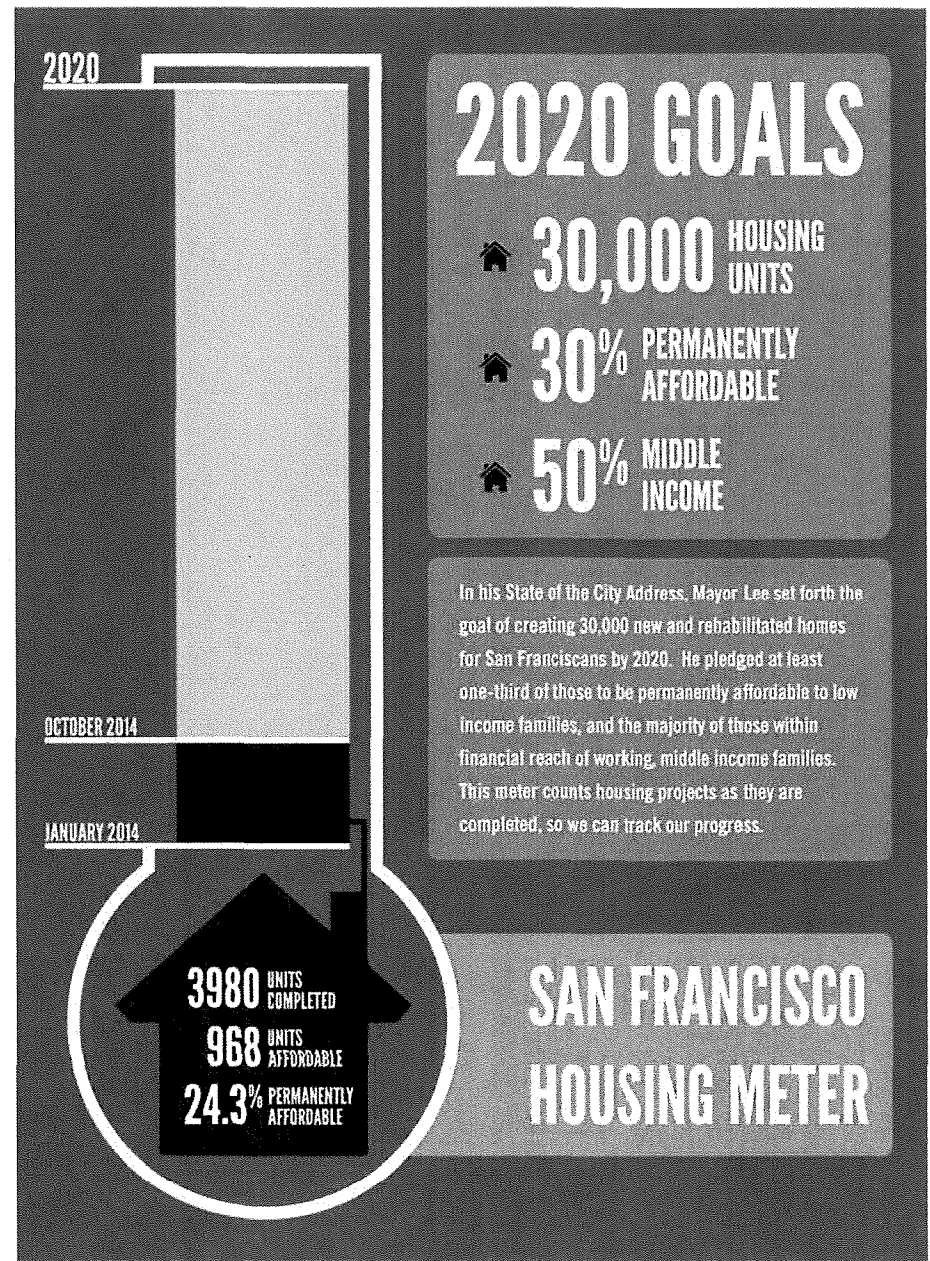 2020
OCTOBER 2014
JANUARY 2014
3980 UNITS
COMPLETED
968 UNITS
AFFORDABLE
24.3% PERMANENTLY
AFFORDABLE
2020 GOALS
30,000 HOUSING
UNITS
30% PERMANENTLY
AFFORDABLE
50% MIDDLE
INCOME
In his State of the City Address, Mayor Lee set forth the
goal of creating 30,000 new and rehabilitated homes
for San Franciscans by 2020. He pledged at least
one-third of those to be permanently affordable to low
income families, and the majority of those within
financial reach of working, middle income families.
This meter counts housing projects as they are
completed, so we can track our progress.
SAN FRANCISCO
HOUSING METER